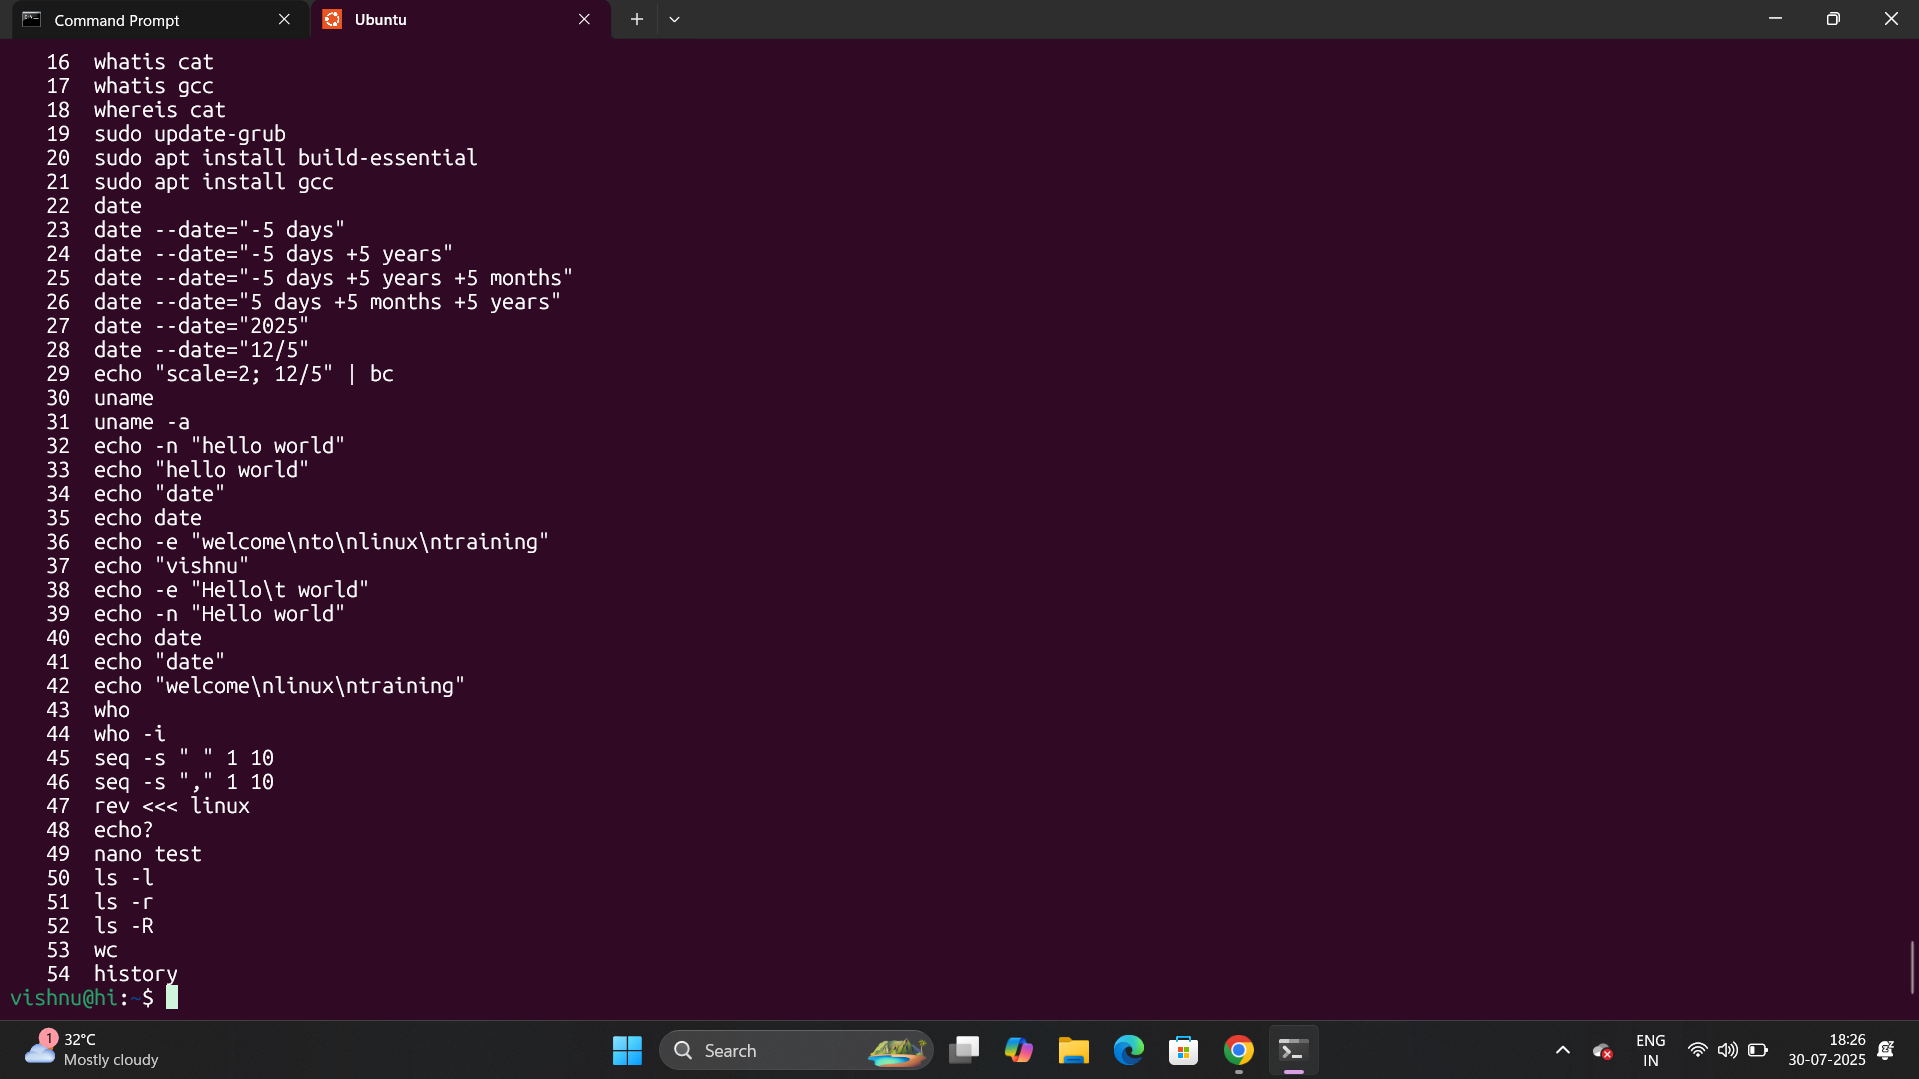 Command Prompt
Ubuntu
16 whatis cat
17 whatis gcc
18 whereis cat
19 sudo update-grub
20 sudo apt install build-essential
21 sudo apt install gcc
22 date
23 date --date="-5 days"
24 date --date="-5 days +5 years"
25 date --date="-5 days +5 years +5 months"
26 date --date="5 days +5 months +5 years"
27 date --date="2025"
28 date --date="12/5"
29 echo "scale=2; 12/5" | bc
30 uname
31 uname -a
32 echo -n "hello world"
33 echo "hello world"
34 echo "date"
35 echo date
36 echo -e "welcome\nto\nlinux\ntraining"
37 echo "vishnu"
38 echo -e "Hello\t world"
39 echo -n "Hello world"
40 echo date
41 echo "date"
42 echo "welcome\nlinux\ntraining"
43 who
44 who -i
45 seq -s " " 1 10
46 seq -s "," 1 10
47 rev <<< linux
48 echo?
49 nano test
50 ls -l
51 ls -r
52 ls -R
53 wc
54 history
vishnu@hi:~$
1
32°C
Mostly cloudy
Search
ENG
IN
18:26
30-07-2025